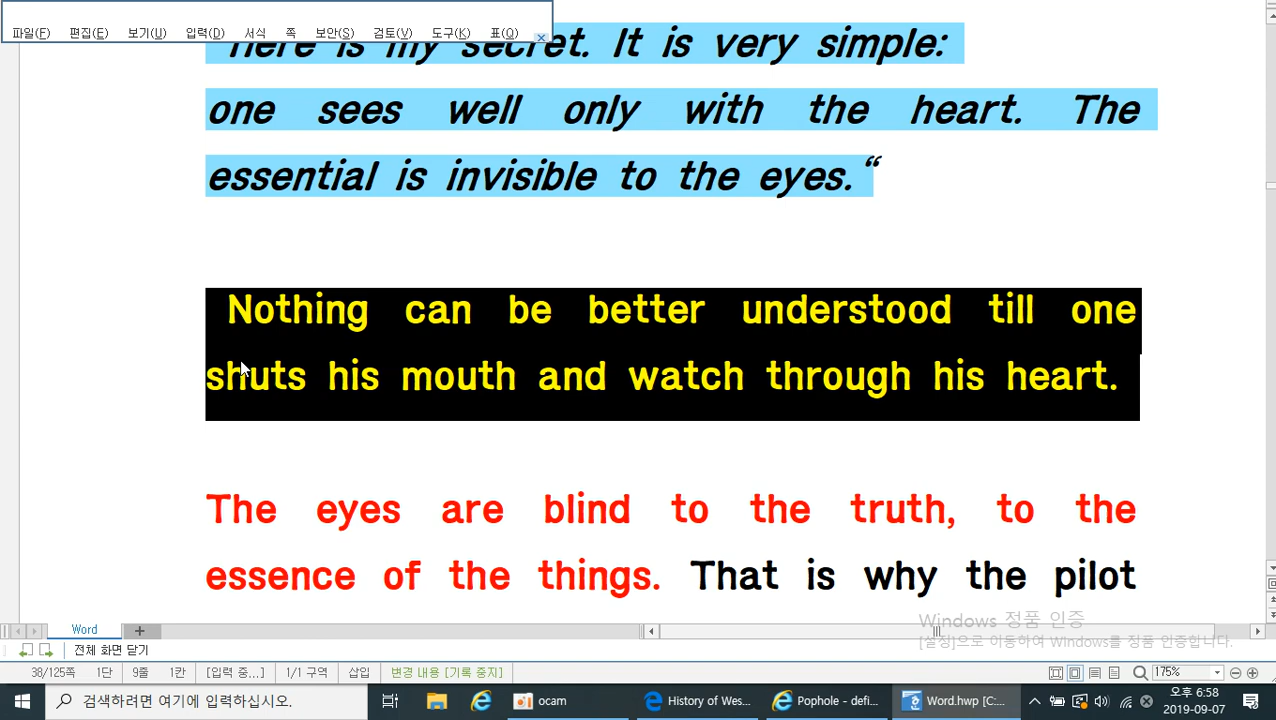 파일(F) 편집(E) 보기(U) 입력(D) 서식 쪽 보안(S) 검토(V) 도구(K) 표(Q)
Here is my secret. It is very simple:
one sees well only with the heart. The
essential is invisible to the eyes.“
Nothing can be better understood till one
shuts his mouth and watch through his heart.
The eyes are blind to the truth, to the
essence of the things. That is why the pilot
Windows 정품 인증
[설정]으로 이동하여 Windows를 정품 인증합니다.
Word
전체 화면 닫기
38/125쪽 1단 9줄 1칸 [입력 중...] 1/1 구역 삽입 변경 내용 [기록 중지] 175%
검색하려면 여기에 입력하십시오. ocam History of Wes... Pophole - defi... Word.hwp [C:... 오후 6:58
2019-09-07